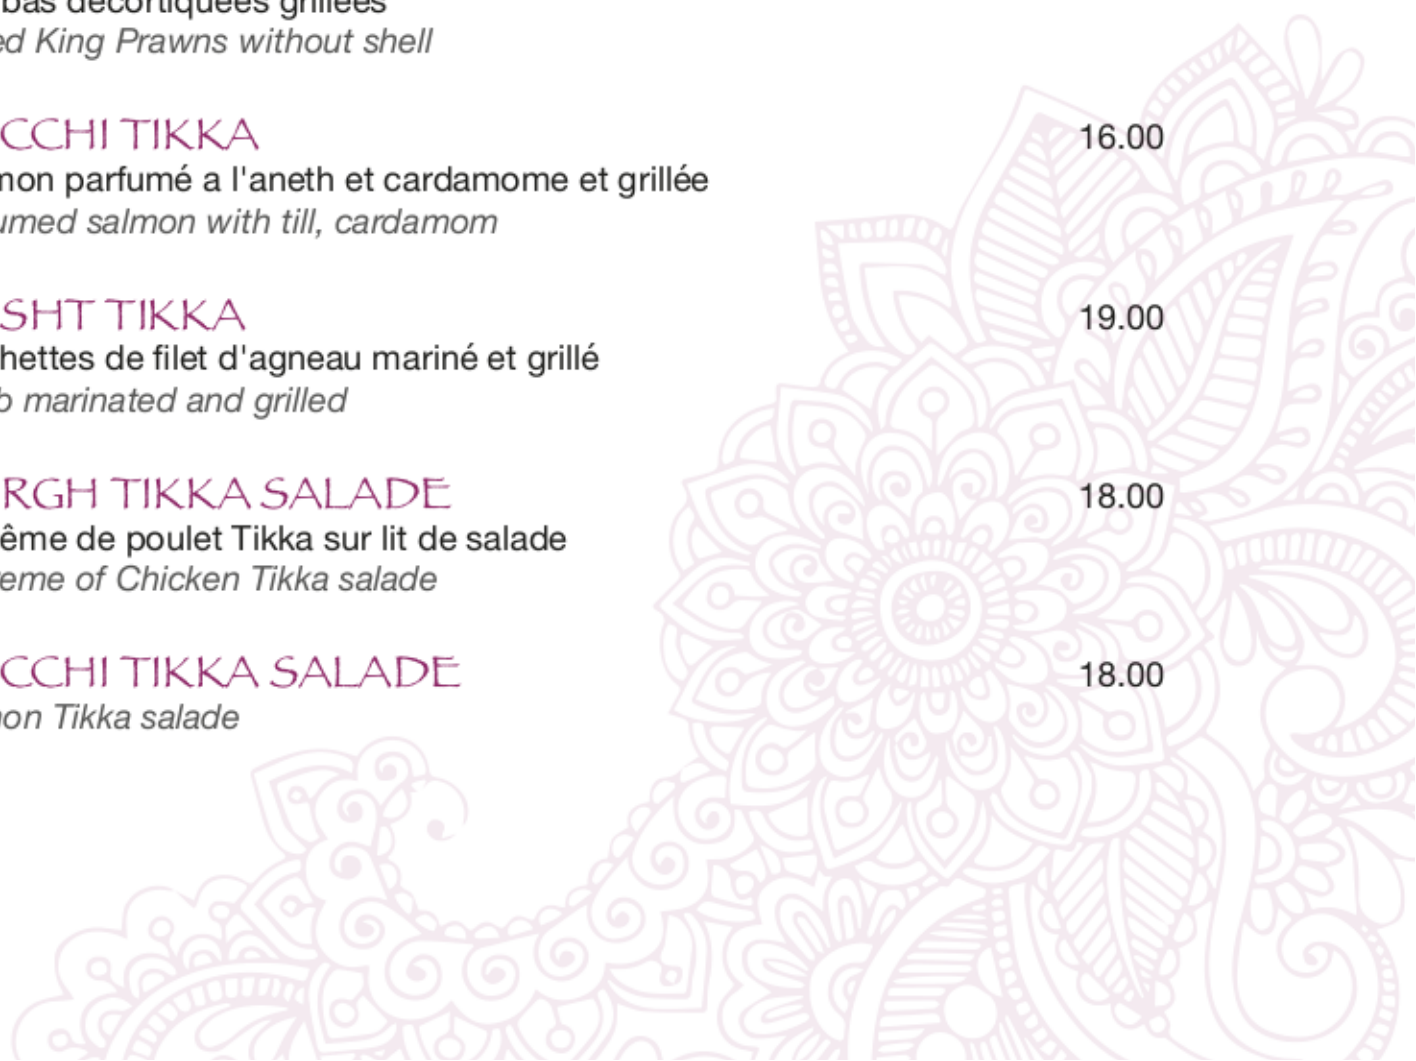 bas décortiquées grillées
ed King Prawns without shell
CCHI TIKKA 16.00
mon parfumé a l'aneth et cardamome et grillée
umed salmon with till, cardamom
SHT TIKKA 19.00
hettes de filet d'agneau mariné et grillé
b marinated and grilled
RGH TIKKA SALADE 18.00
ême de poulet Tikka sur lit de salade
reme of Chicken Tikka salade
CCHI TIKKA SALADE 18.00
on Tikka salade